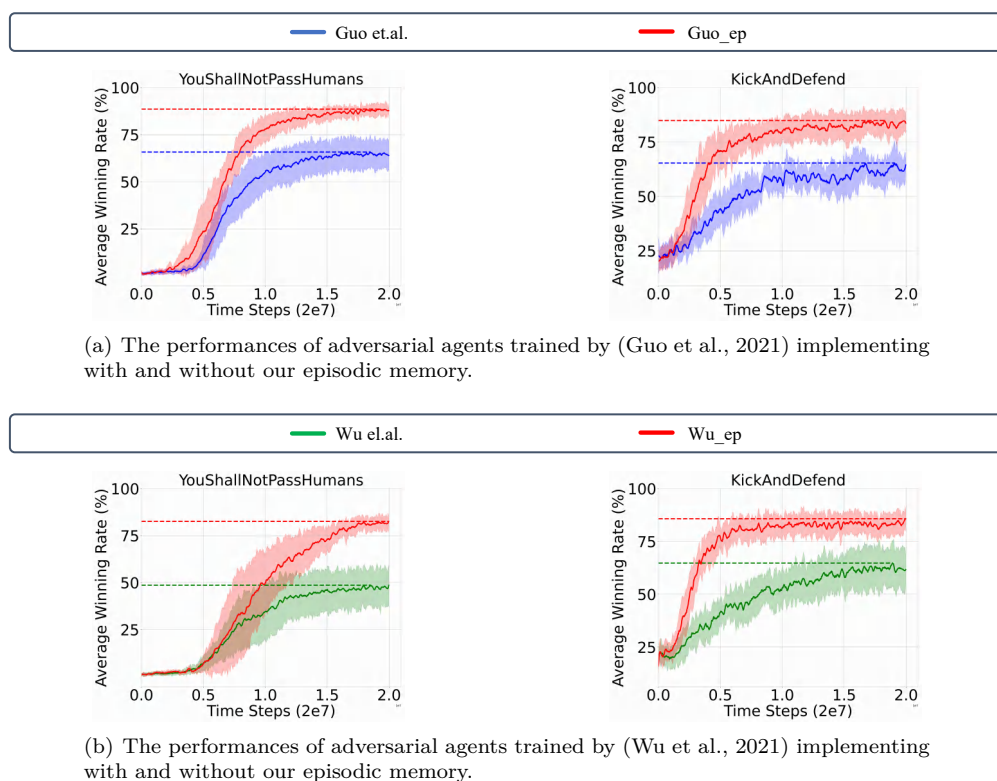 Guo et.al. Guo_ep
YouShallNotPassHumans KickAndDefend
Average Winning Rate (%)
100
75
50
25
0.0 0.5 1.0 1.5 2.0
Time Steps (2e7)
Average Winning Rate (%)
100
75
50
25
0.0 0.5 1.0 1.5 2.0
Time Steps (2e7)
(a) The performances of adversarial agents trained by (Guo et al., 2021) implementing
with and without our episodic memory.
Wu el.al. Wu_ep
YouShallNotPassHumans KickAndDefend
Average Winning Rate (%)
100
75
50
25
0.0 0.5 1.0 1.5 2.0
Time Steps (2e7)
Average Winning Rate (%)
100
75
50
25
0.0 0.5 1.0 1.5 2.0
Time Steps (2e7)
(b) The performances of adversarial agents trained by (Wu et al., 2021) implementing
with and without our episodic memory.